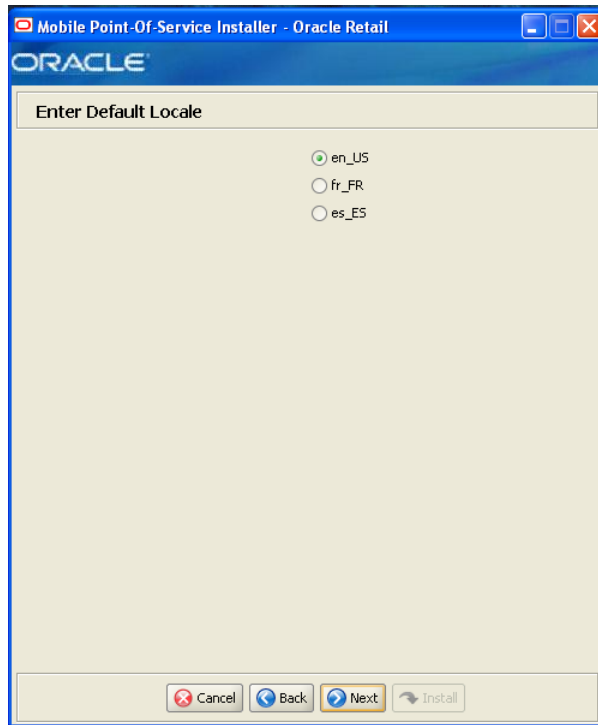 Mobile Point-Of-Service Installer - Oracle Retail
ORACLE
Enter Default Locale
en_US
fr_FR
es_ES
Cancel Back Next Install